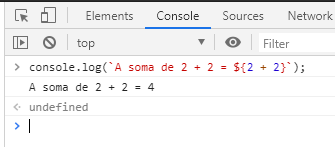 Elements Console Sources Network
top Filter
> console.log(`A soma de 2 + 2 = ${2 + 2}`);
A soma de 2 + 2 = 4
undefined